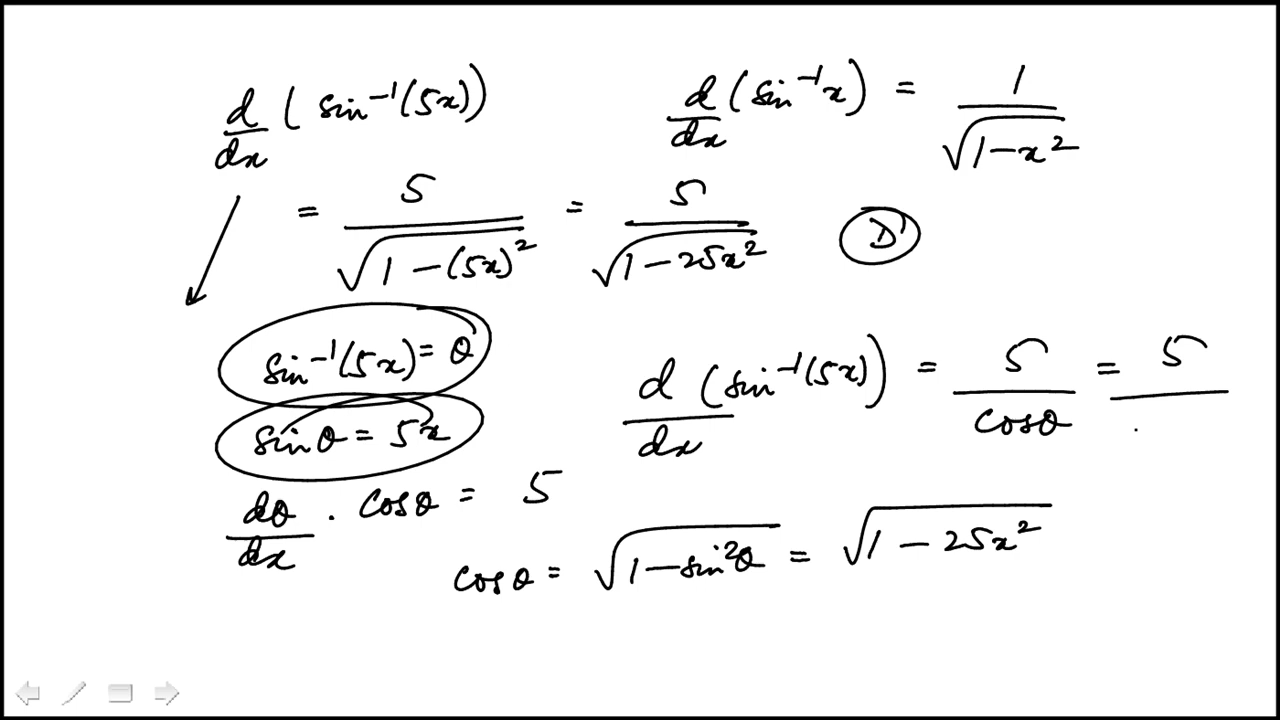 d/dx (sin⁻¹(5x))
d/dx (sin⁻¹x) = 1/√(1-x²)
= 5/√(1-(5x)²) = 5/√(1-25x²) D
sin⁻¹(5x) = θ
sinθ = 5x
d/dx (sin⁻¹(5x)) = 5/cosθ = 5/
dθ/dx . cosθ = 5
cosθ = √(1-sin²θ) = √(1-25x²)